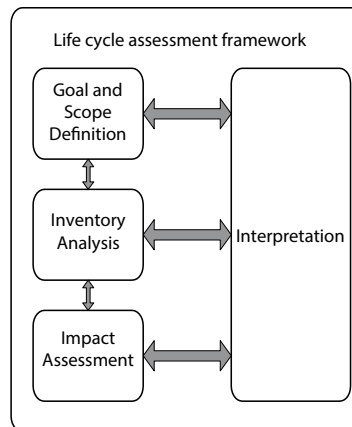 Life cycle assessment framework
Goal and
Scope
Definition
Inventory
Analysis
Interpretation
Impact
Assessment